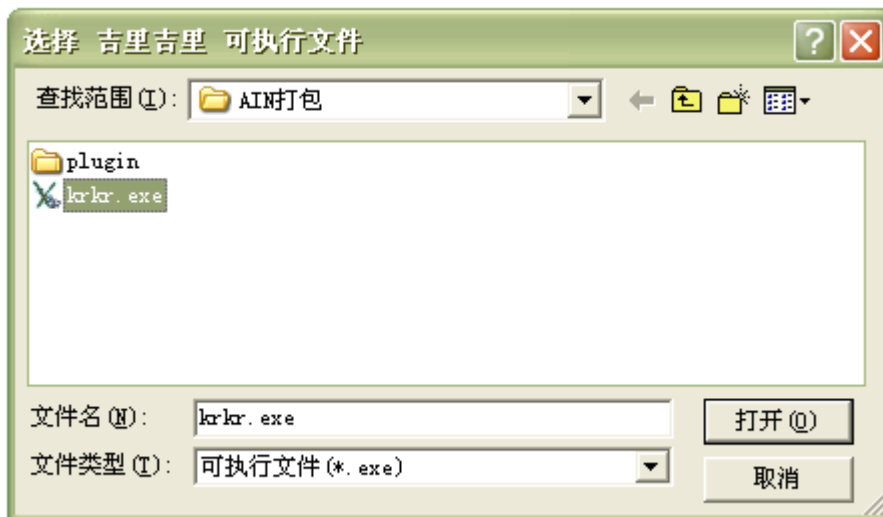 选择 吉里吉里 可执行文件
查找范围(I): AIN打包
plugin
krkr.exe
文件名(N): krkr.exe 打开(O)
文件类型(T): 可执行文件(*.exe) 取消